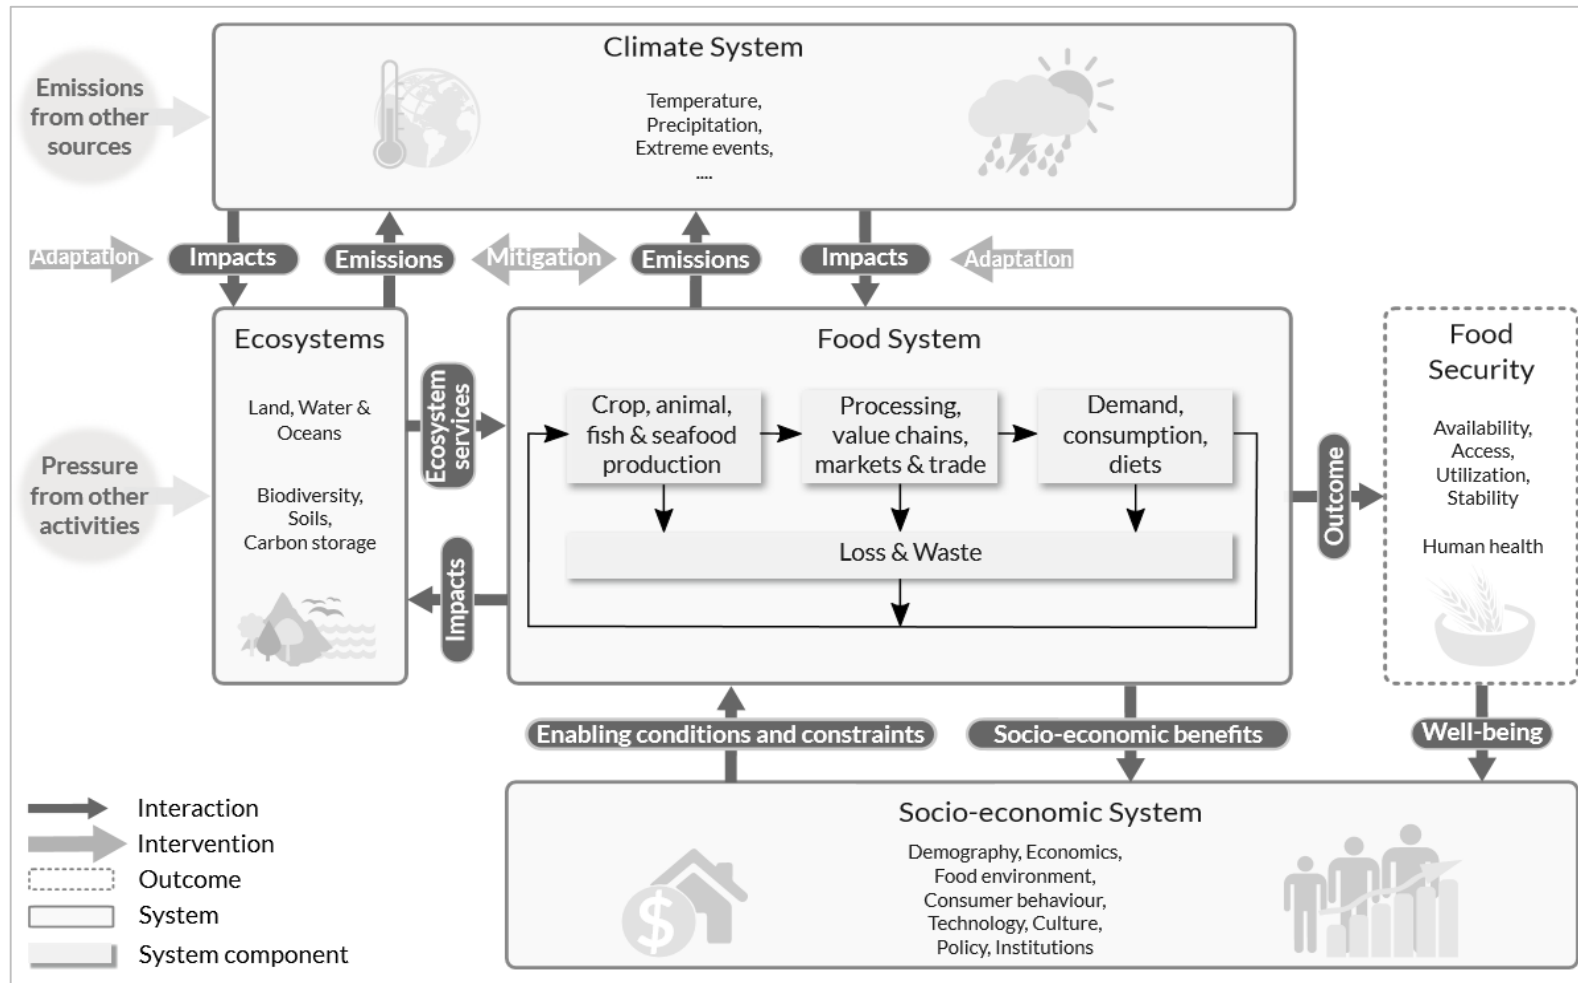 Climate System
Emissions
from other
sources
Temperature,
Precipitation,
Extreme events,
....
Adaptation
Impacts
Emissions
Mitigation
Emissions
Impacts
Adaptation
Ecosystems
Land, Water &
Oceans
Biodiversity,
Soils,
Carbon storage
Pressure
from other
activities
Ecosystem
services
Impacts
Food System
Crop, animal,
fish & seafood
production
Processing,
value chains,
markets & trade
Demand,
consumption,
diets
Loss & Waste
Outcome
Food
Security
Availability,
Access,
Utilization,
Stability
Human health
Enabling conditions and constraints
Socio-economic benefits
Well-being
Socio-economic System
Demography, Economics,
Food environment,
Consumer behaviour,
Technology, Culture,
Policy, Institutions
$
Interaction
Intervention
Outcome
System
System component